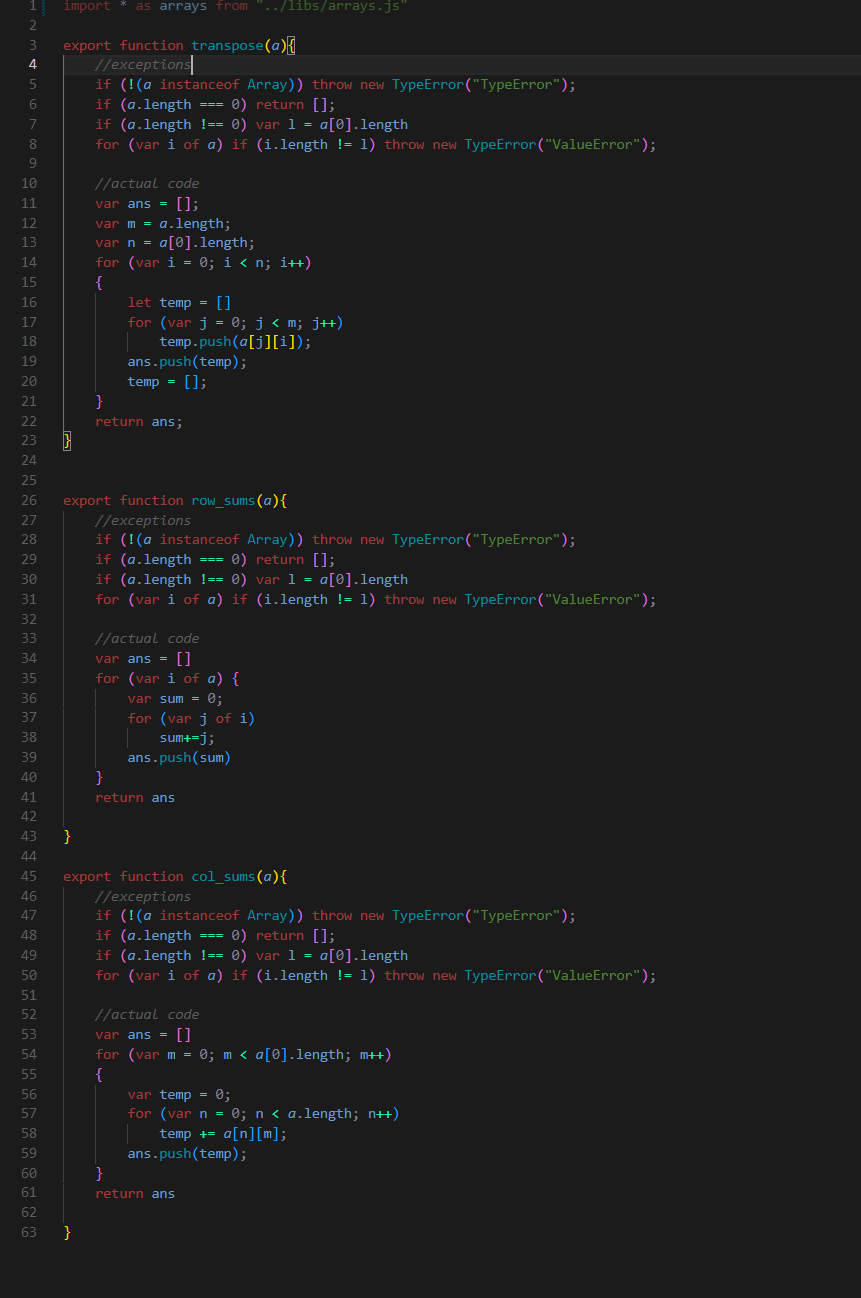 1 import * as arrays from "../libs/arrays.js"
2
3 export function transpose(a){
4     //exceptions
5     if (!(a instanceof Array)) throw new TypeError("TypeError");
6     if (a.length === 0) return [];
7     if (a.length !== 0) var l = a[0].length
8     for (var i of a) if (i.length != l) throw new TypeError("ValueError");
9
10     //actual code
11     var ans = [];
12     var m = a.length;
13     var n = a[0].length;
14     for (var i = 0; i < n; i++)
15     {
16         let temp = []
17         for (var j = 0; j < m; j++)
18             temp.push(a[j][i]);
19         ans.push(temp);
20         temp = [];
21     }
22     return ans;
23 }
24
25
26 export function row_sums(a){
27     //exceptions
28     if (!(a instanceof Array)) throw new TypeError("TypeError");
29     if (a.length === 0) return [];
30     if (a.length !== 0) var l = a[0].length
31     for (var i of a) if (i.length != l) throw new TypeError("ValueError");
32
33     //actual code
34     var ans = []
35     for (var i of a) {
36         var sum = 0;
37         for (var j of i)
38             sum+=j;
39         ans.push(sum)
40     }
41     return ans
42
43 }
44
45 export function col_sums(a){
46     //exceptions
47     if (!(a instanceof Array)) throw new TypeError("TypeError");
48     if (a.length === 0) return [];
49     if (a.length !== 0) var l = a[0].length
50     for (var i of a) if (i.length != l) throw new TypeError("ValueError");
51
52     //actual code
53     var ans = []
54     for (var m = 0; m < a[0].length; m++)
55     {
56         var temp = 0;
57         for (var n = 0; n < a.length; n++)
58             temp += a[n][m];
59         ans.push(temp);
60     }
61     return ans
62
63 }